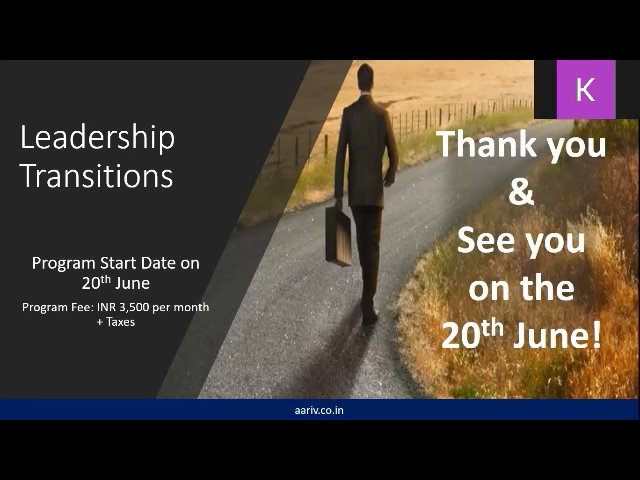 Leadership
Transitions
Program Start Date on
20th June
Program Fee: INR 3,500 per month
+ Taxes
K
Thank you
&
See you
on the
20th June!
aariv.co.in